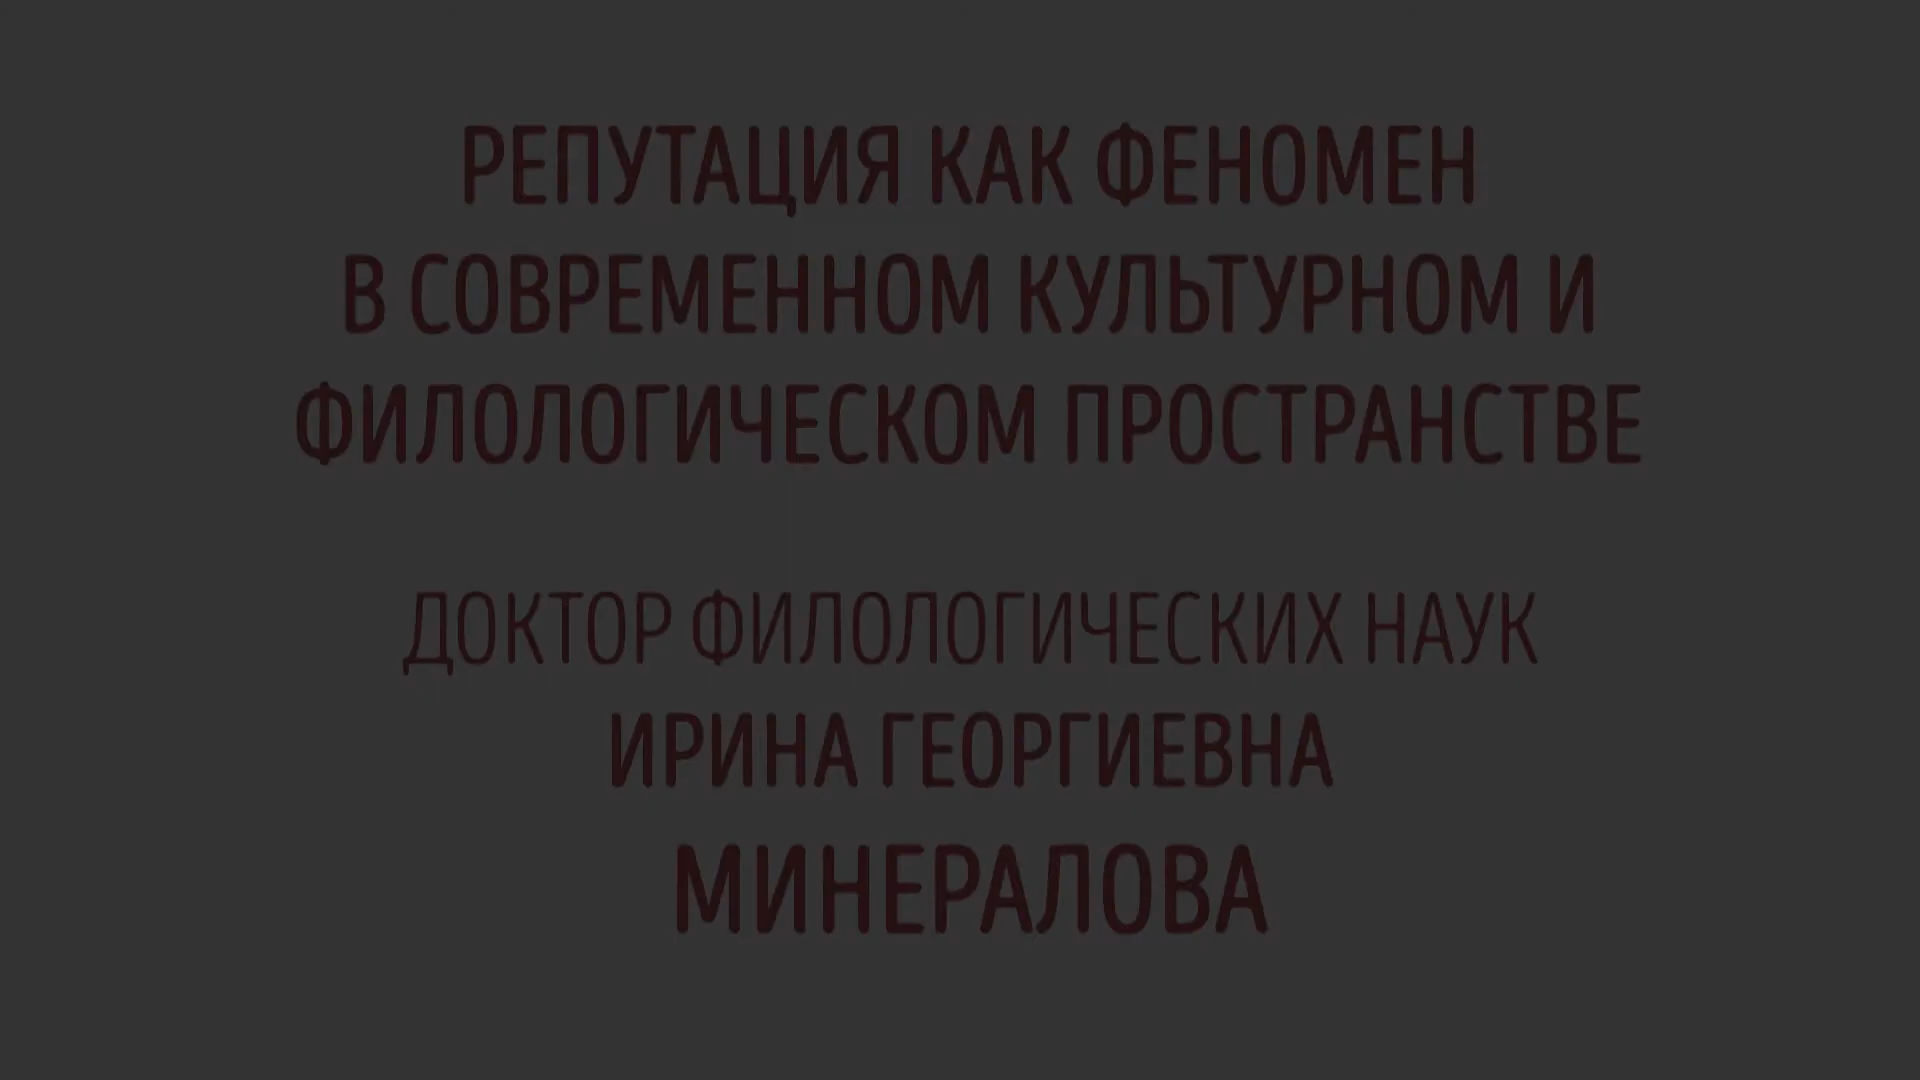 РЕПУТАЦИЯ КАК ФЕНОМЕН
В СОВРЕМЕННОМ КУЛЬТУРНОМ И
ФИЛОЛОГИЧЕСКОМ ПРОСТРАНСТВЕ
ДОКТОР ФИЛОЛОГИЧЕСКИХ НАУК
ИРИНА ГЕОРГИЕВНА
МИНЕРАЛОВА